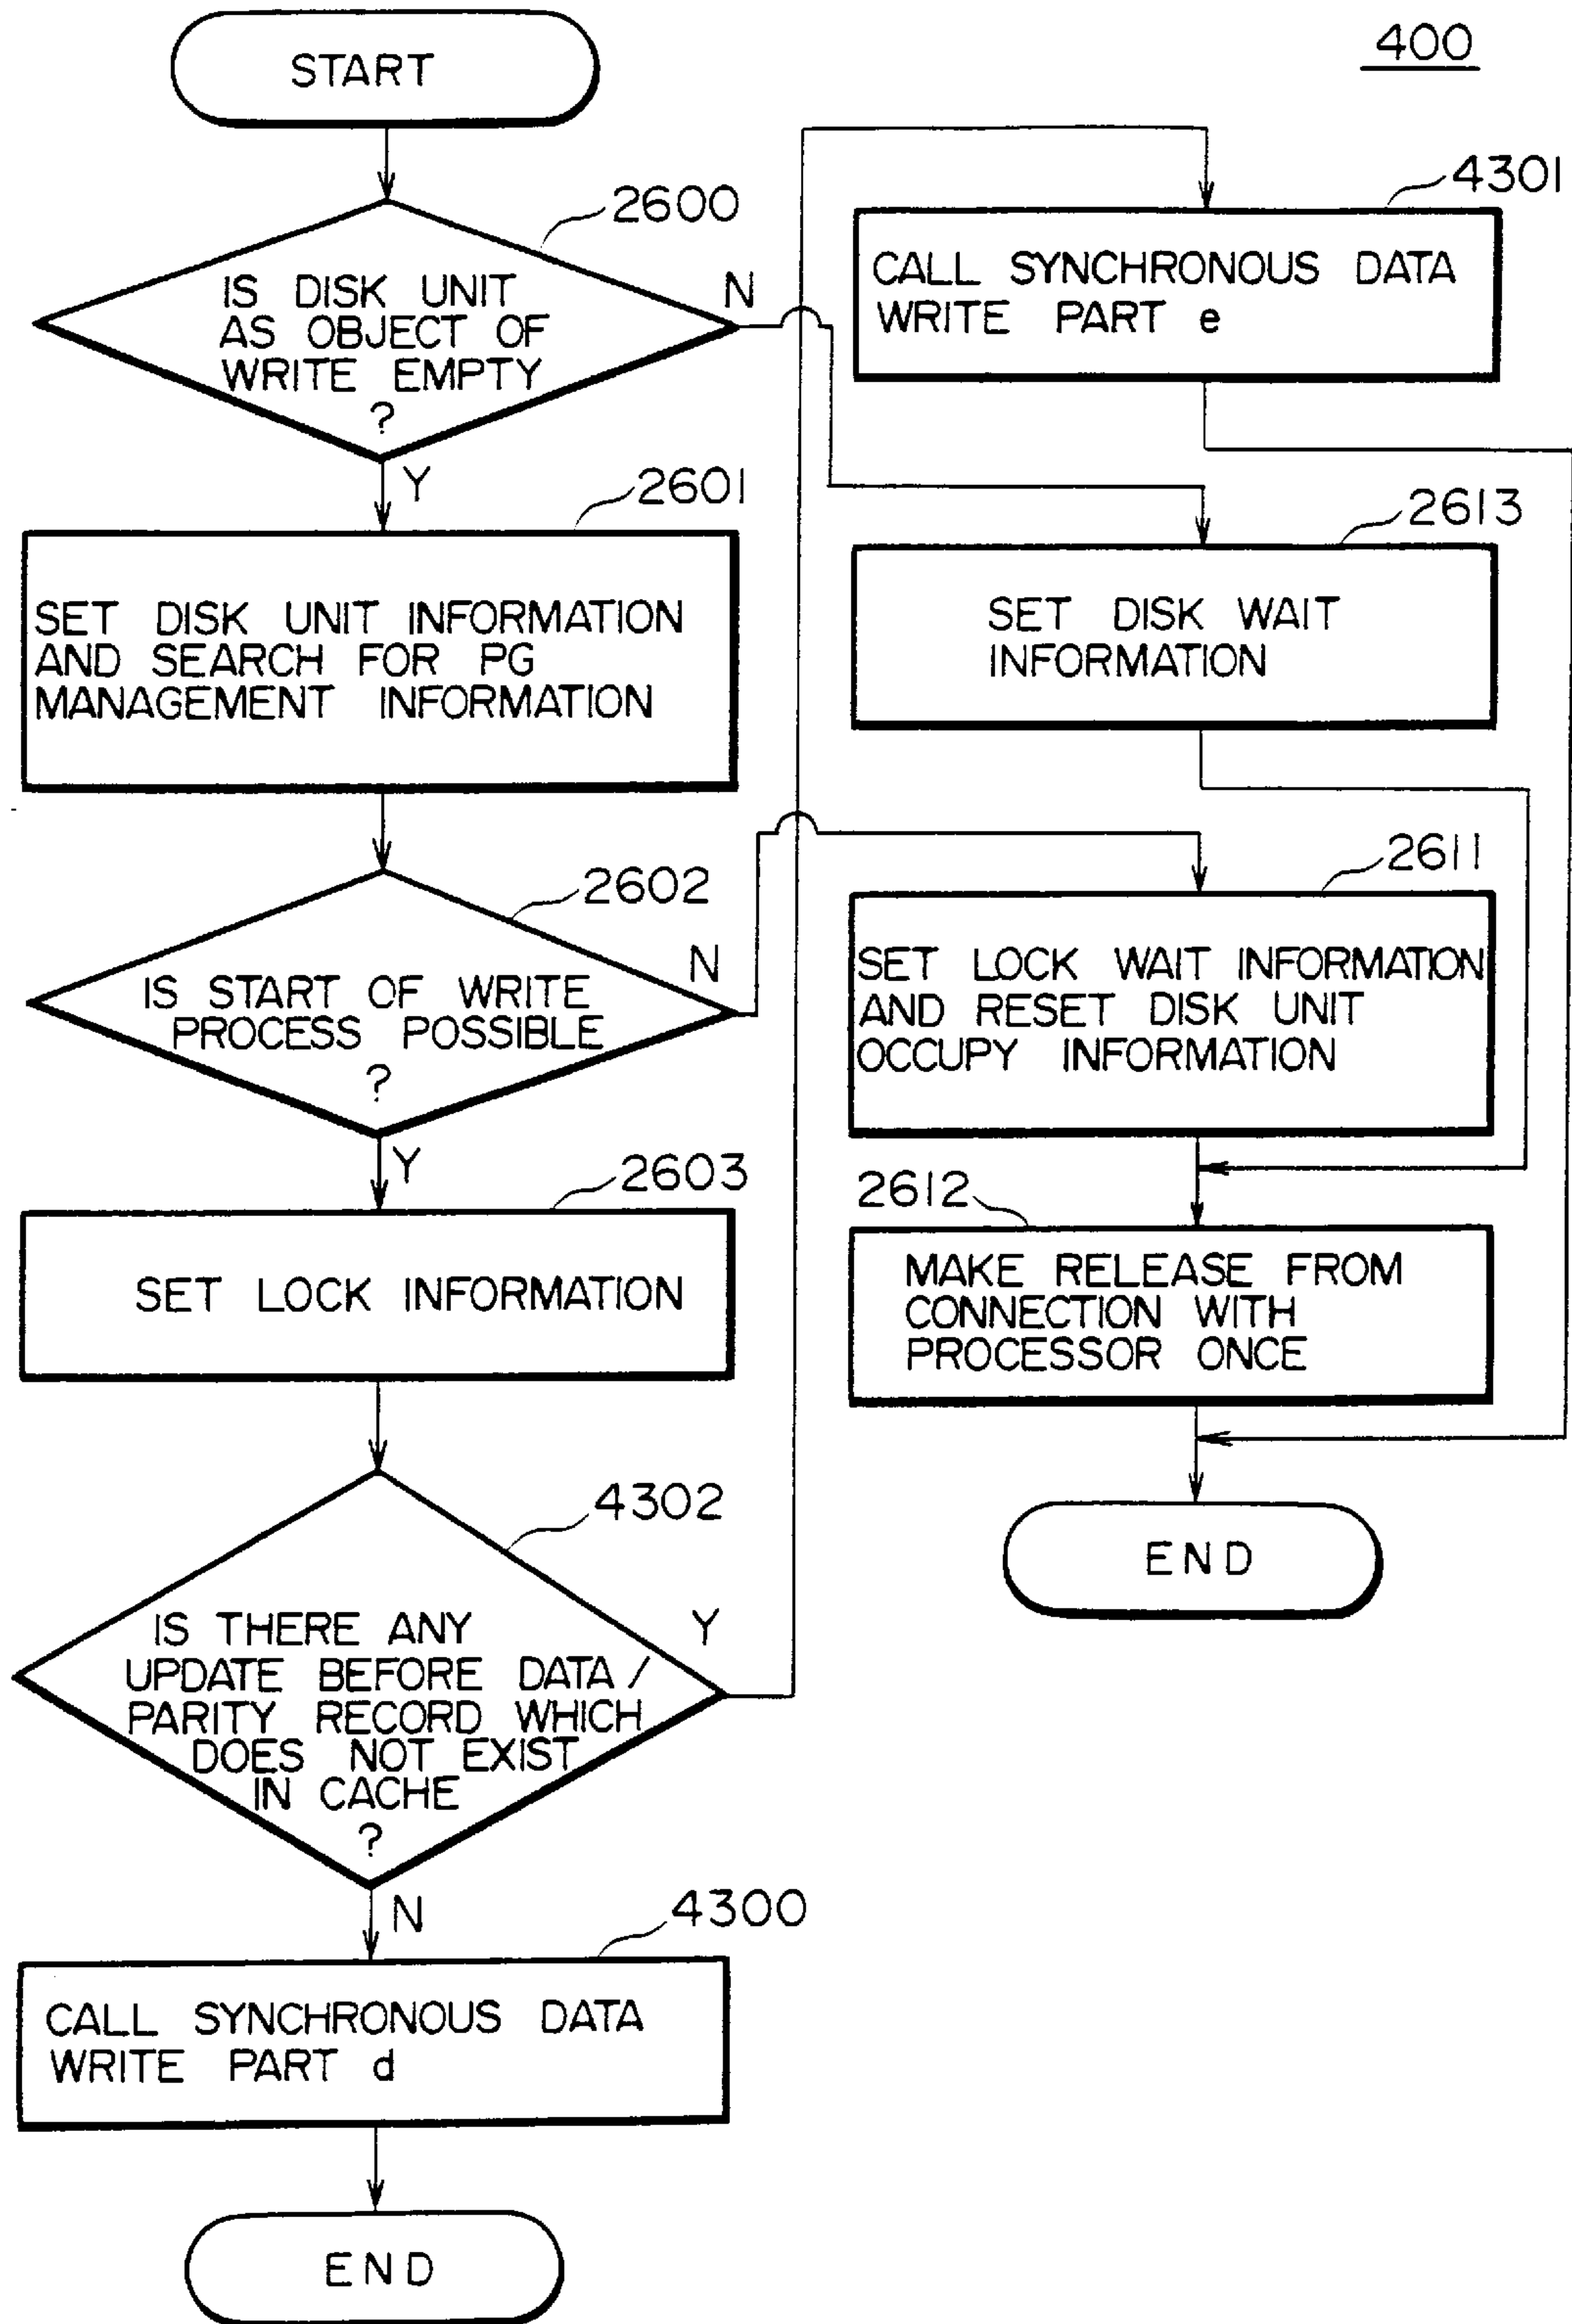 400
START
2600
IS DISK UNIT
AS OBJECT OF
WRITE EMPTY
?
N
Y
2601
SET DISK UNIT INFORMATION
AND SEARCH FOR PG
MANAGEMENT INFORMATION
2602
IS START OF WRITE
PROCESS POSSIBLE
?
N
Y
2603
SET LOCK INFORMATION
4302
IS THERE ANY
UPDATE BEFORE DATA /
PARITY RECORD WHICH
DOES NOT EXIST
IN CACHE
?
Y
N
4300
CALL SYNCHRONOUS DATA
WRITE PART d
END
4301
CALL SYNCHRONOUS DATA
WRITE PART e
2613
SET DISK WAIT
INFORMATION
2611
SET LOCK WAIT INFORMATION
AND RESET DISK UNIT
OCCUPY INFORMATION
2612
MAKE RELEASE FROM
CONNECTION WITH
PROCESSOR ONCE
END